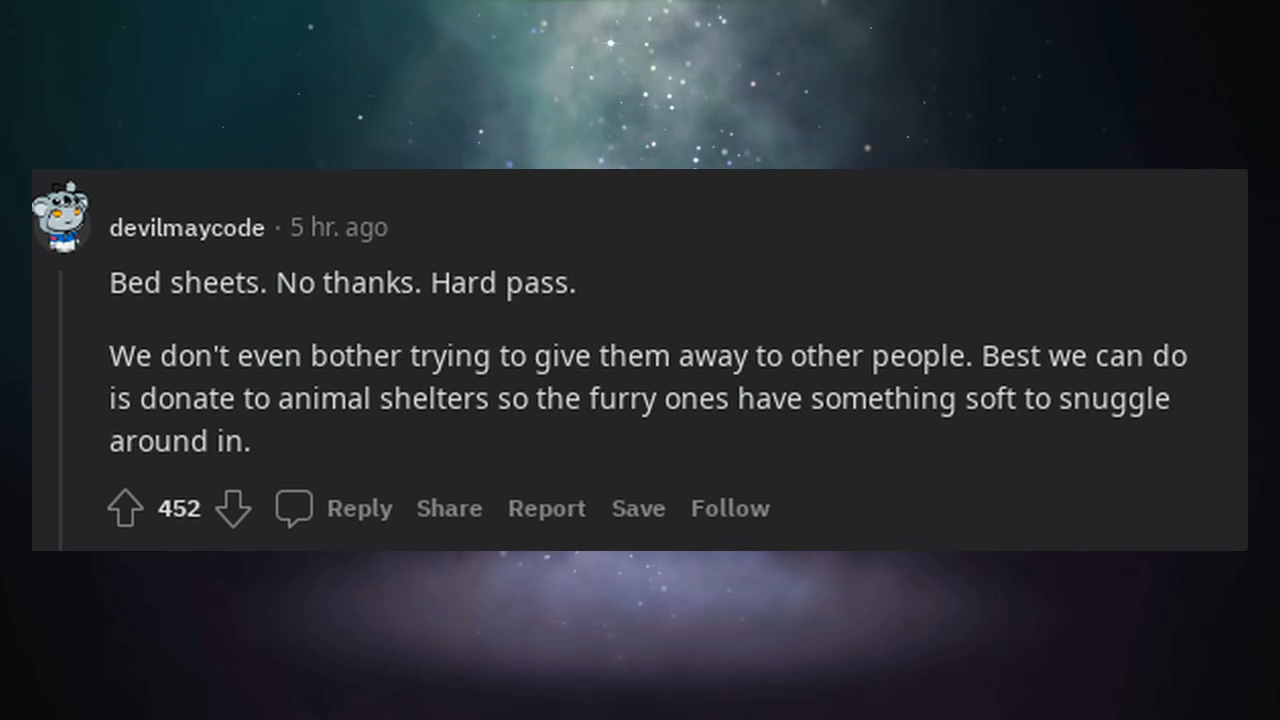 devilmaycode · 5 hr. ago
Bed sheets. No thanks. Hard pass.
We don't even bother trying to give them away to other people. Best we can do
is donate to animal shelters so the furry ones have something soft to snuggle
around in.
452 Reply Share Report Save Follow